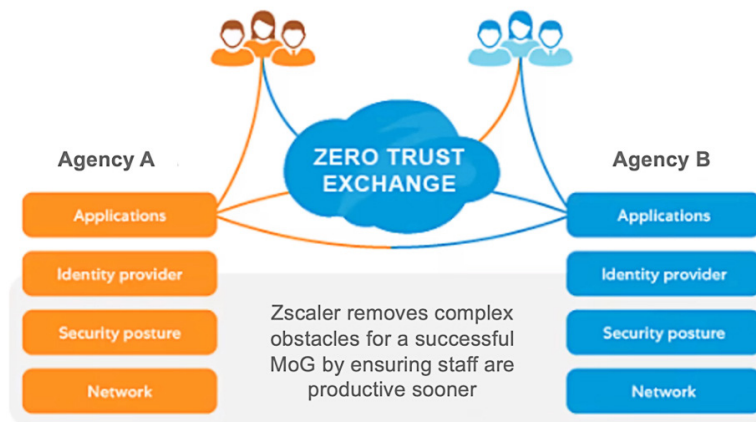 ZERO TRUST
EXCHANGE
Agency A
Agency B
Applications
Identity provider
Security posture
Network
Zscaler removes complex
obstacles for a successful
MoG by ensuring staff are
productive sooner
Applications
Identity provider
Security posture
Network